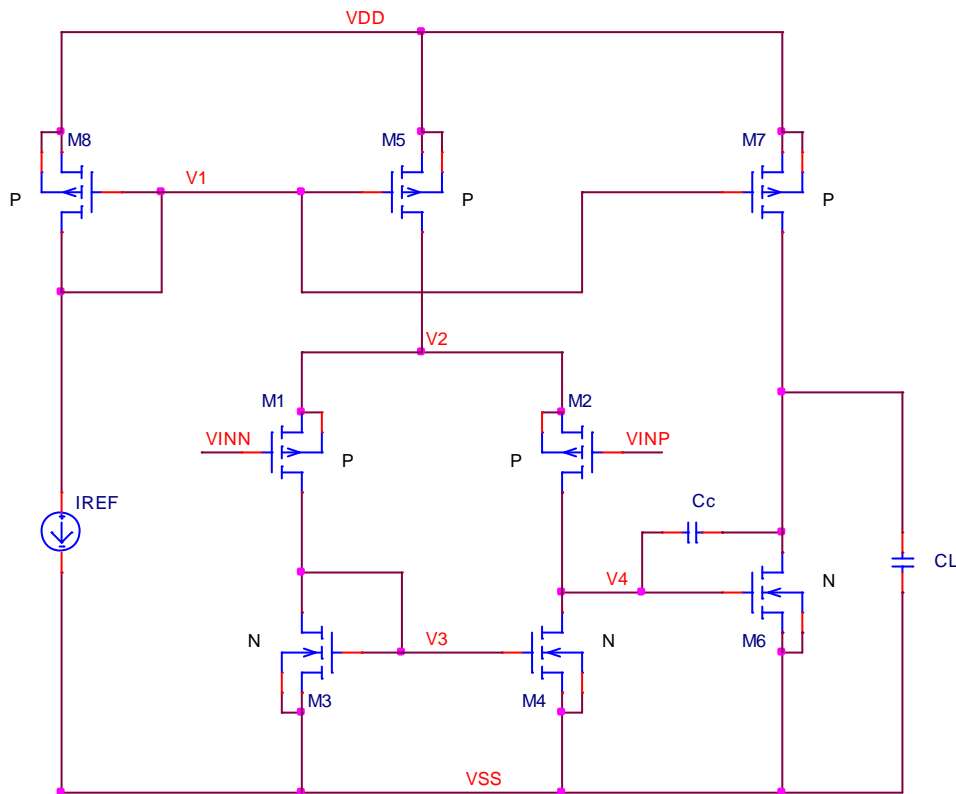 VDD
M8 M5 M7
V1
P P P
V2
M1 M2
VINN VINP
P P
IREF Cc
CL
V4 N
N V3 N M6
M3 M4
VSS